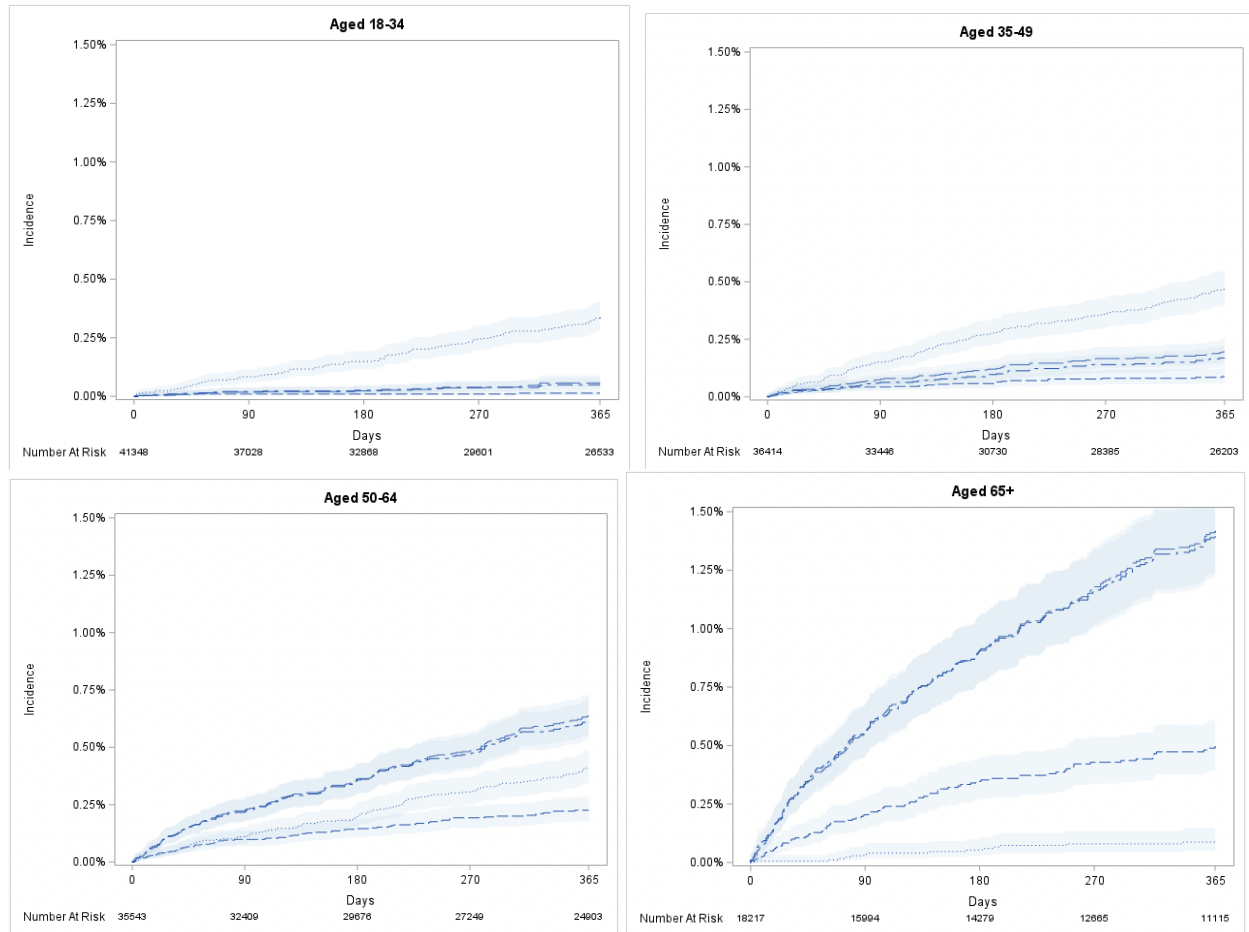 Aged 18-34
1.50%
1.25%
1.00%
0.75%
0.50%
0.25%
0.00%
Incidence
0 90 180 270 365
Days
Number At Risk 41348 37028 32868 29601 26533
Aged 35-49
1.50%
1.25%
1.00%
0.75%
0.50%
0.25%
0.00%
Incidence
0 90 180 270 365
Days
Number At Risk 36414 33446 30730 28385 26203
Aged 50-64
1.50%
1.25%
1.00%
0.75%
0.50%
0.25%
0.00%
Incidence
0 90 180 270 365
Days
Number At Risk 35543 32409 29676 27249 24903
Aged 65+
1.50%
1.25%
1.00%
0.75%
0.50%
0.25%
0.00%
Incidence
0 90 180 270 365
Days
Number At Risk 18217 15994 14279 12665 11115